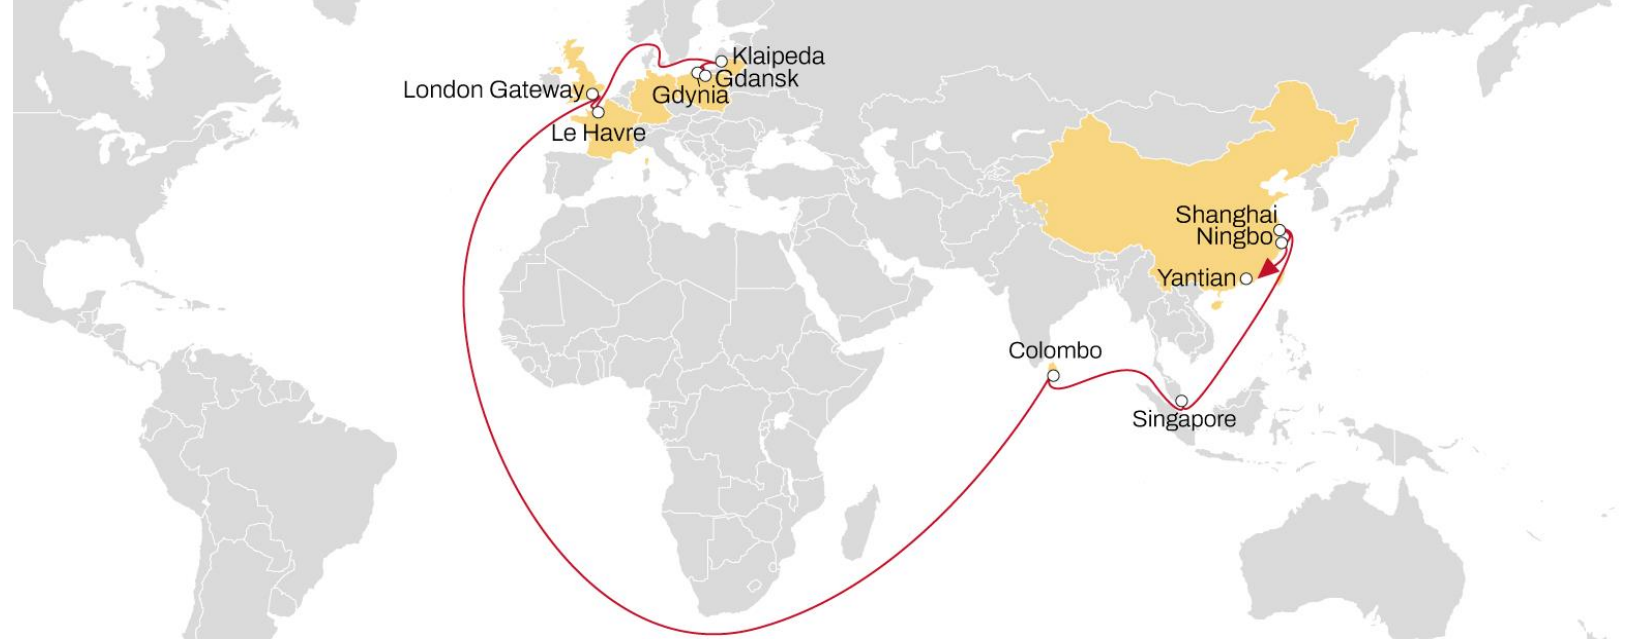 Klaipeda
Gdansk
London Gateway
Gdynia
Le Havre
Shanghai
Ningbo
Yantian
Colombo
Singapore